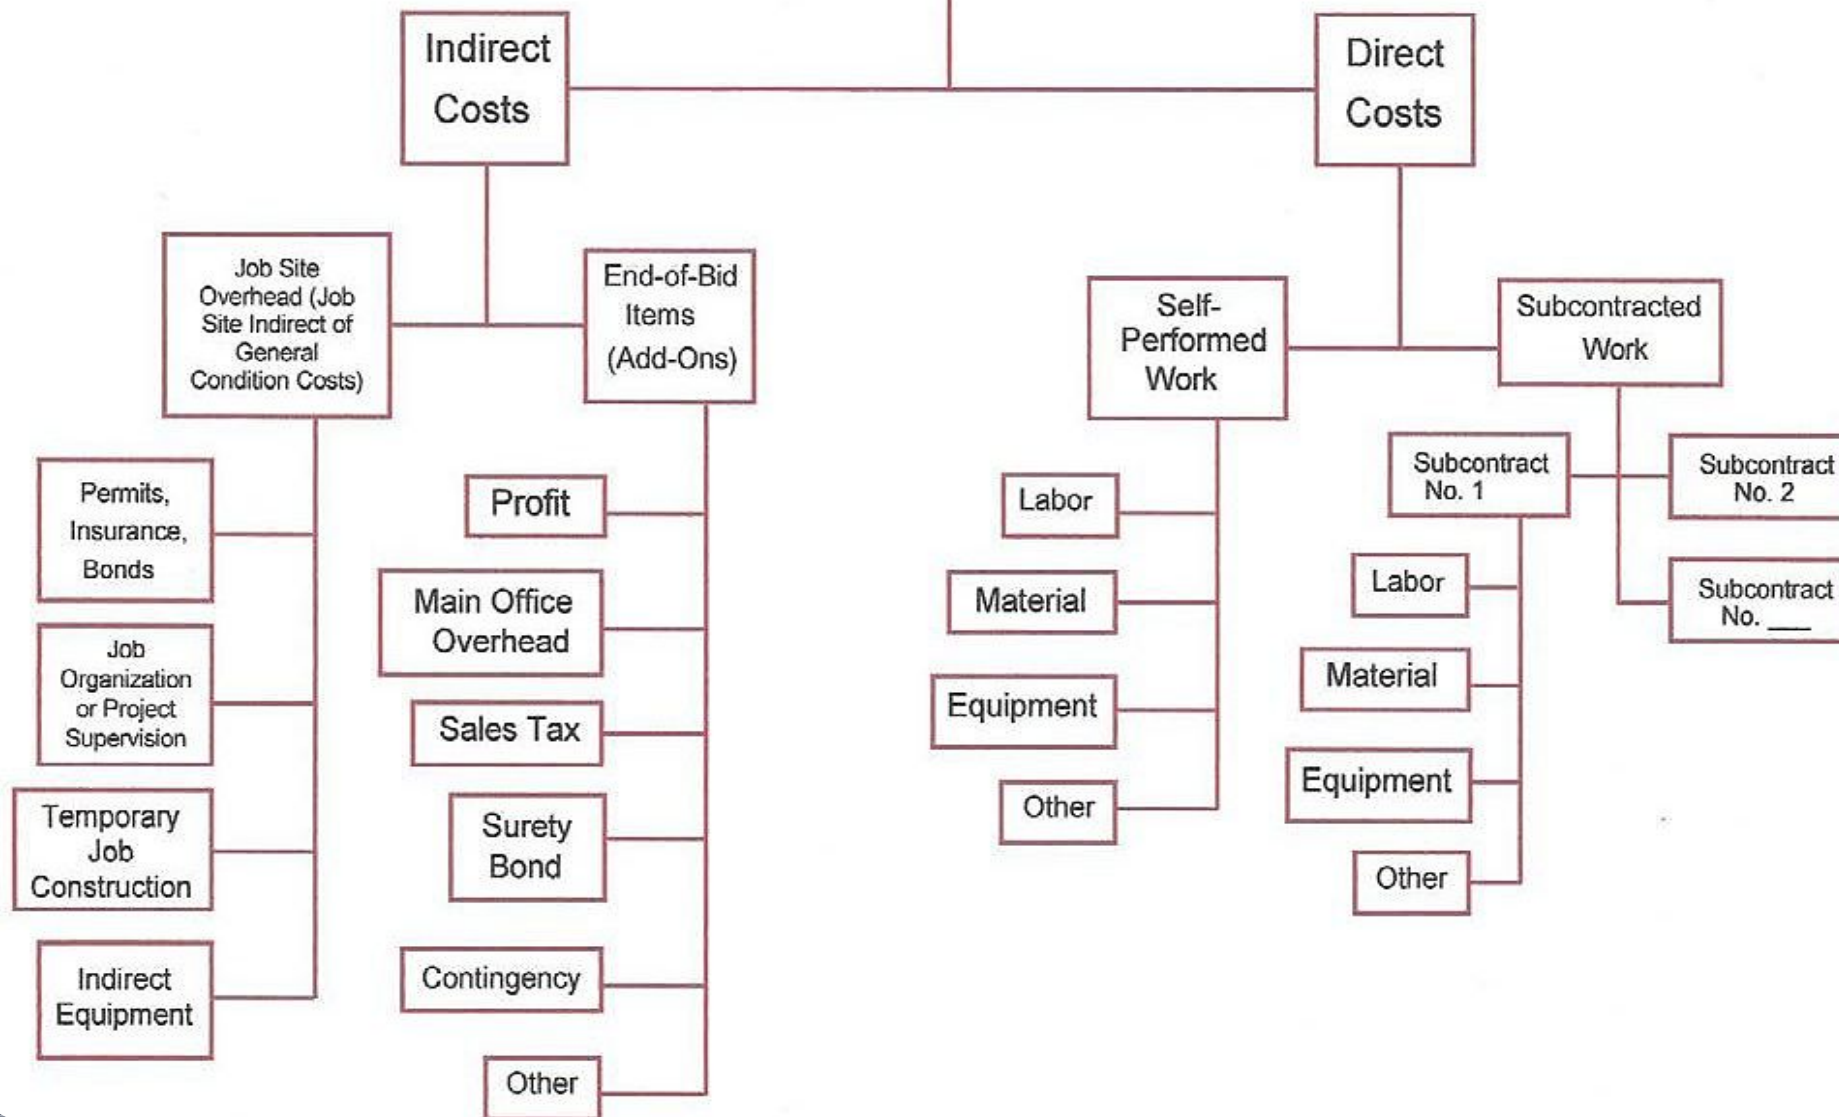 Indirect
Costs
Direct
Costs
Job Site
Overhead (Job
Site Indirect of
General
Condition Costs)
End-of-Bid
Items
(Add-Ons)
Self-
Performed
Work
Subcontracted
Work
Permits,
Insurance,
Bonds
Job
Organization
or Project
Supervision
Temporary
Job
Construction
Indirect
Equipment
Profit
Main Office
Overhead
Sales Tax
Surety
Bond
Contingency
Other
Labor
Material
Equipment
Other
Subcontract
No. 1
Labor
Material
Equipment
Other
Subcontract
No. 2
Subcontract
No. ___